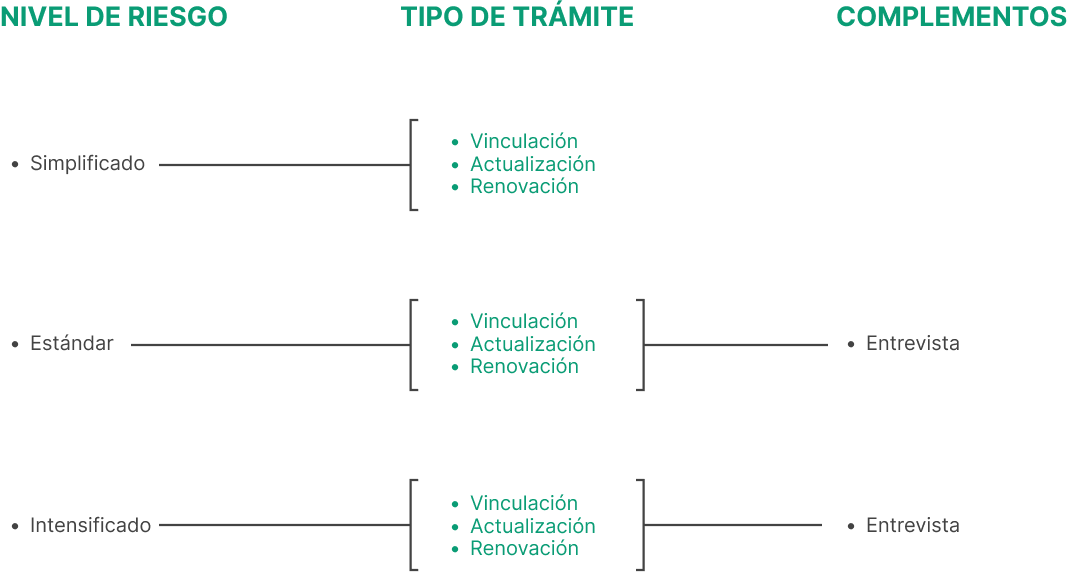 NIVEL DE RIESGO
TIPO DE TRÁMITE
COMPLEMENTOS
• Simplificado
• Vinculación
• Actualización
• Renovación
• Estándar
• Vinculación
• Actualización
• Renovación
• Entrevista
• Intensificado
• Vinculación
• Actualización
• Renovación
• Entrevista